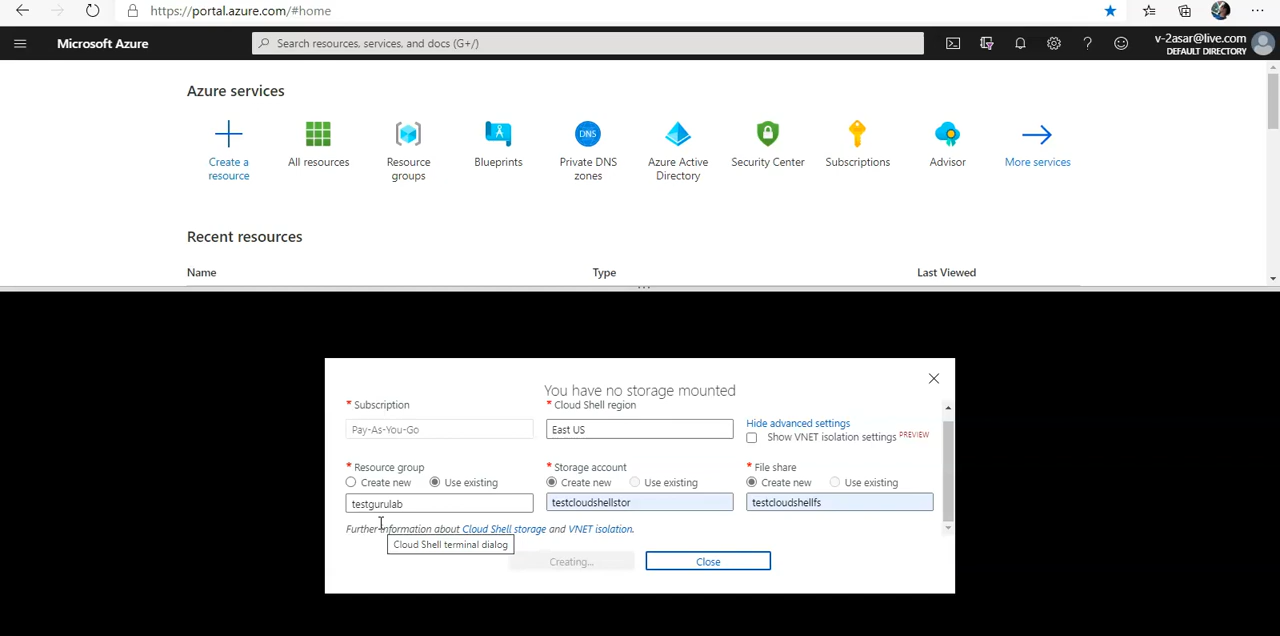 https://portal.azure.com/#home
Microsoft Azure
Search resources, services, and docs (G+/)
v-2asar@live.com
DEFAULT DIRECTORY
Azure services
DNS
Create a resource
All resources
Resource groups
Blueprints
Private DNS zones
Azure Active Directory
Security Center
Subscriptions
Advisor
More services
Recent resources
Name Type Last Viewed
You have no storage mounted
* Subscription
Pay-As-You-Go
* Cloud Shell region
East US
Hide advanced settings
Show VNET isolation settings PREVIEW
* Resource group
Create new Use existing
testgurulab
* Storage account
Create new Use existing
testcloudshellstor
* File share
Create new Use existing
testcloudshellfs
Further information about Cloud Shell storage and VNET isolation.
Cloud Shell terminal dialog
Creating...
Close